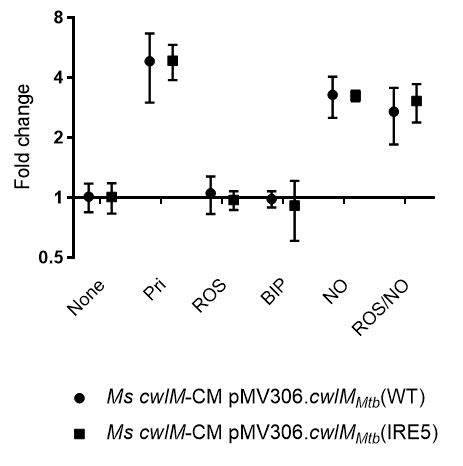 8
4
2
1
0.5
Fold change
None
Pri
ROS
BIP
NO
ROS/NO
Ms cwlM-CM pMV306.cwlMMtb(WT)
Ms cwlM-CM pMV306.cwlMMtb(IRE5)